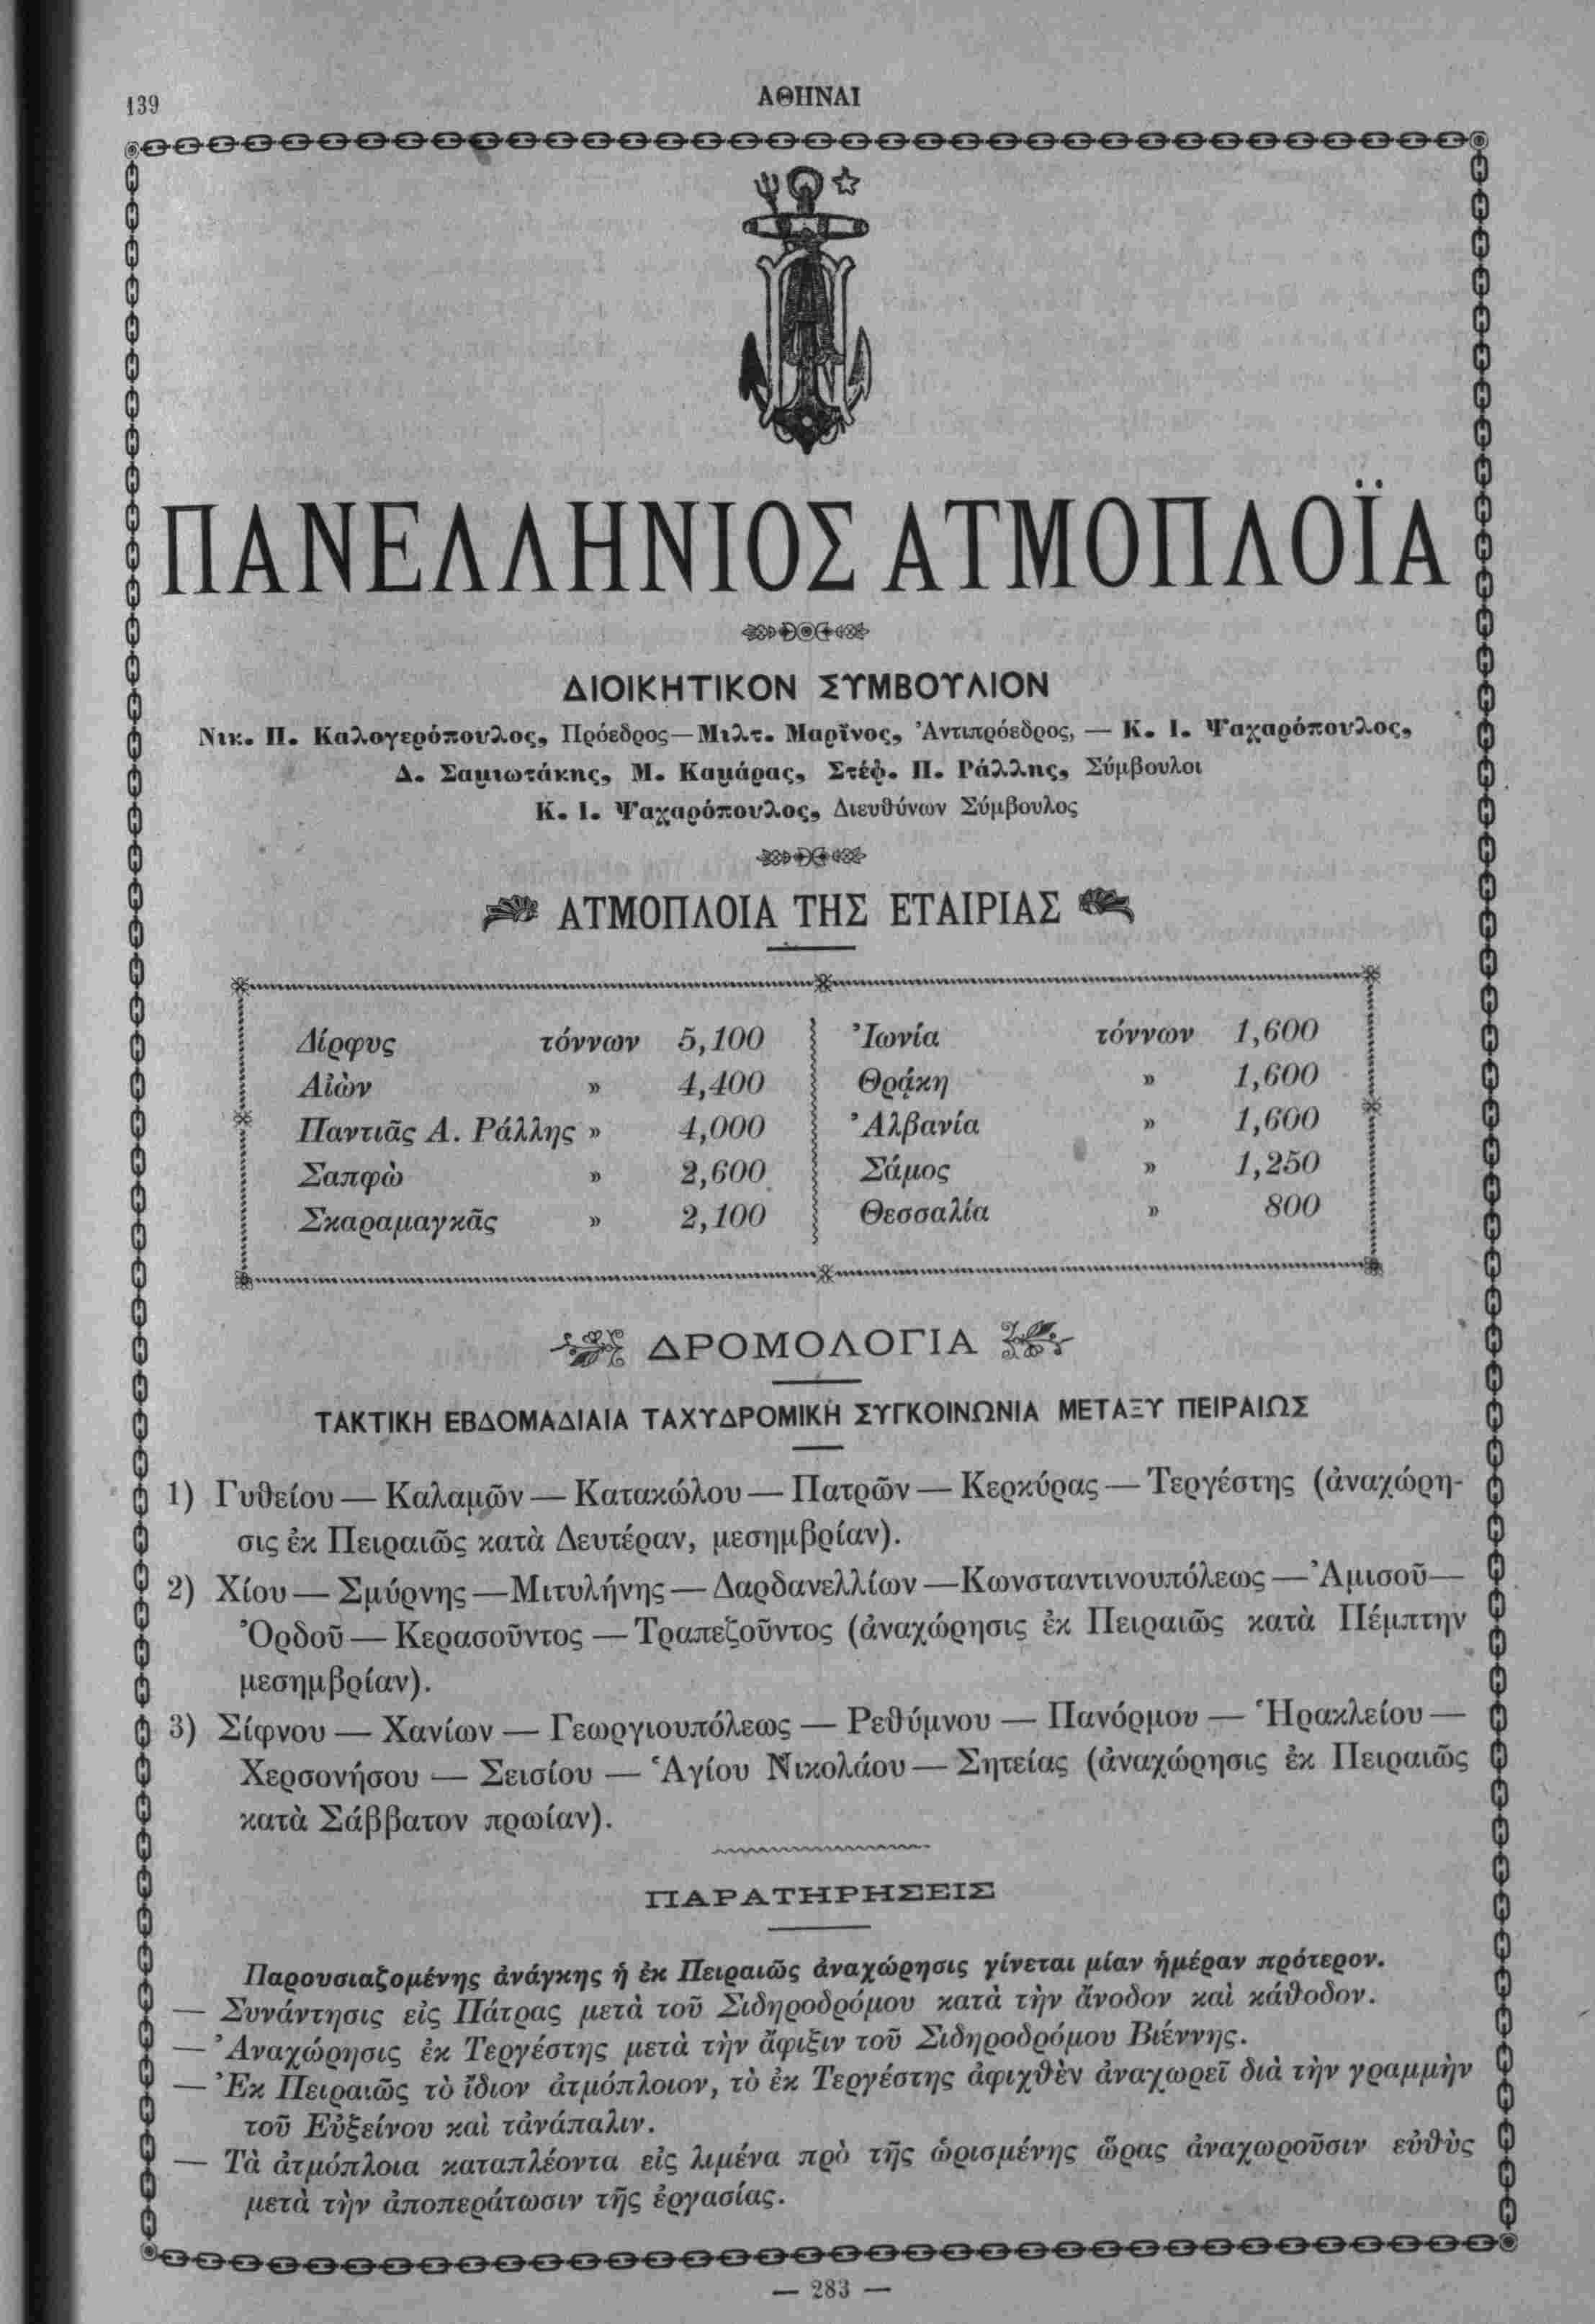 139
ΑΘΗΝΑΙ
ΠΑΝΕΛΛΗΝΙΟΣ ΑΤΜΟΠΛΟΪΑ
ΔΙΟΙΚΗΤΙΚΟΝ ΣΥΜΒΟΥΛΙΟΝ
Νικ. Π. Καλογερόπουλος, Πρόεδρος—Μιλτ. Μαρῖνος, Ἀντιπρόεδρος, — Κ. Ι. Ψαχαρόπουλος,
Δ. Σαμιωτάκης, Μ. Καμάρας, Στέφ. Π. Ράλλης, Σύμβουλοι
Κ. Ι. Ψαχαρόπουλος, Διευθύνων Σύμβουλος
ΑΤΜΟΠΛΟΙΑ ΤΗΣ ΕΤΑΙΡΙΑΣ
Δίρφυς τόννων 5,100
Αἰὼν » 4,400
Παντιᾶς Α. Ράλλης » 4,000
Σαπφὼ » 2,600
Σκαραμαγκᾶς » 2,100
Ἰωνία τόννων 1,600
Θρᾴκη » 1,600
Ἀλβανία » 1,600
Σάμος » 1,250
Θεσσαλία » 800
ΔΡΟΜΟΛΟΓΙΑ
ΤΑΚΤΙΚΗ ΕΒΔΟΜΑΔΙΑΙΑ ΤΑΧΥΔΡΟΜΙΚΗ ΣΥΓΚΟΙΝΩΝΙΑ ΜΕΤΑΞΥ ΠΕΙΡΑΙΩΣ
1) Γυθείου — Καλαμῶν — Κατακώλου — Πατρῶν — Κερκύρας — Τεργέστης (ἀναχώρη-
σις ἐκ Πειραιῶς κατὰ Δευτέραν, μεσημβρίαν).
2) Χίου — Σμύρνης —Μιτυλήνης — Δαρδανελλίων —Κωνσταντινουπόλεως —Ἀμισοῦ—
Ὀρδοῦ — Κερασοῦντος — Τραπεζοῦντος (ἀναχώρησις ἐκ Πειραιῶς κατὰ Πέμπτην
μεσημβρίαν).
3) Σίφνου — Χανίων — Γεωργιουπόλεως — Ρεθύμνου — Πανόρμου — Ἡρακλείου —
Χερσονήσου — Σεισίου — Ἁγίου Νικολάου — Σητείας (ἀναχώρησις ἐκ Πειραιῶς
κατὰ Σάββατον πρωίαν).
ΠΑΡΑΤΗΡΗΣΕΙΣ
Παρουσιαζομένης ἀνάγκης ἡ ἐκ Πειραιῶς ἀναχώρησις γίνεται μίαν ἡμέραν πρότερον.
— Συνάντησις εἰς Πάτρας μετὰ τοῦ Σιδηροδρόμου κατὰ τὴν ἄνοδον καὶ κάθοδον.
— Ἀναχώρησις ἐκ Τεργέστης μετὰ τὴν ἄφιξιν τοῦ Σιδηροδρόμου Βιέννης.
— Ἐκ Πειραιῶς τὸ ἴδιον ἀτμόπλοιον, τὸ ἐκ Τεργέστης ἀφιχθὲν ἀναχωρεῖ διὰ τὴν γραμμὴν
τοῦ Εὐξείνου καὶ τἀνάπαλιν.
— Τὰ ἀτμόπλοια καταπλέοντα εἰς λιμένα πρὸ τῆς ὡρισμένης ὥρας ἀναχωροῦσιν εὐθὺς
μετὰ τὴν ἀποπεράτωσιν τῆς ἐργασίας.
— 283 —